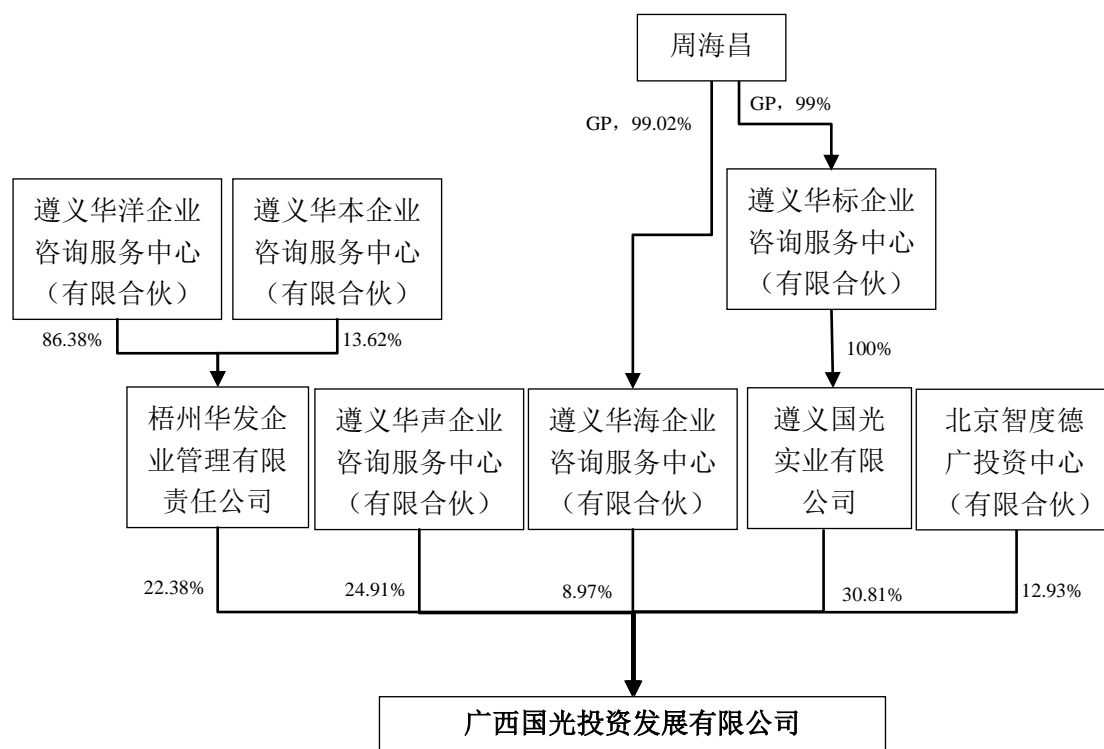 周海昌
GP，99.02%
GP，99%
遵义华洋企业
咨询服务中心
（有限合伙）
遵义华本企业
咨询服务中心
（有限合伙）
遵义华标企业
咨询服务中心
（有限合伙）
86.38%
13.62%
100%
梧州华发企
业管理有限
责任公司
遵义华声企业
咨询服务中心
（有限合伙）
遵义华海企业
咨询服务中心
（有限合伙）
遵义国光
实业有限
公司
北京智度德
广投资中心
（有限合伙）
22.38%
24.91%
8.97%
30.81%
12.93%
广西国光投资发展有限公司